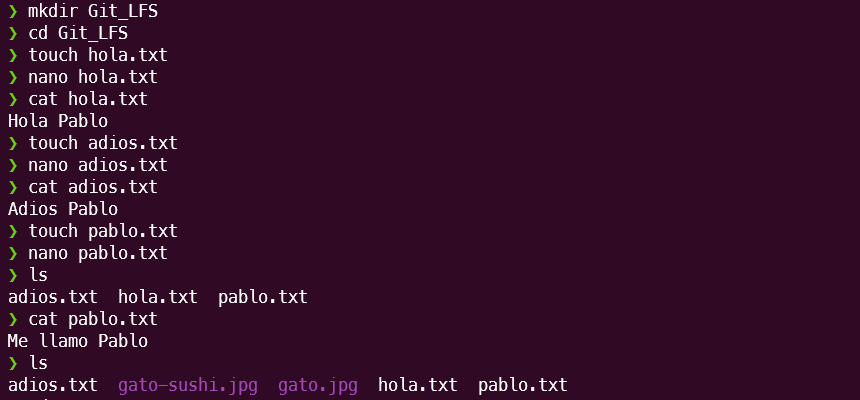 ❯ mkdir Git_LFS
❯ cd Git_LFS
❯ touch hola.txt
❯ nano hola.txt
❯ cat hola.txt
Hola Pablo
❯ touch adios.txt
❯ nano adios.txt
❯ cat adios.txt
Adios Pablo
❯ touch pablo.txt
❯ nano pablo.txt
❯ ls
adios.txt  hola.txt  pablo.txt
❯ cat pablo.txt
Me llamo Pablo
❯ ls
adios.txt  gato-sushi.jpg  gato.jpg  hola.txt  pablo.txt